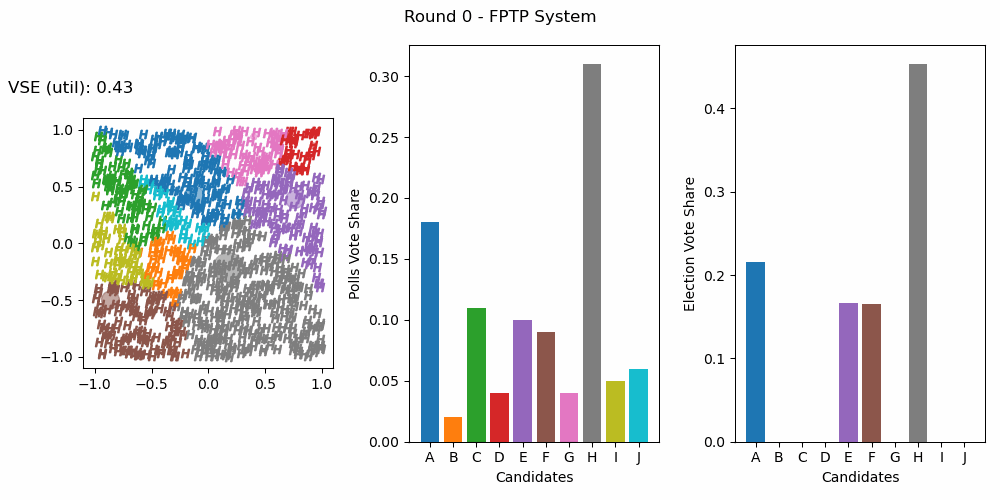 Round 0 - FPTP System
VSE (util): 0.43
1.0
0.5
0.0
−0.5
−1.0
−1.0 −0.5 0.0 0.5 1.0
Polls Vote Share
0.30
0.25
0.20
0.15
0.10
0.05
0.00
A B C D E F G H I J
Candidates
Election Vote Share
0.4
0.3
0.2
0.1
0.0
A B C D E F G H I J
Candidates